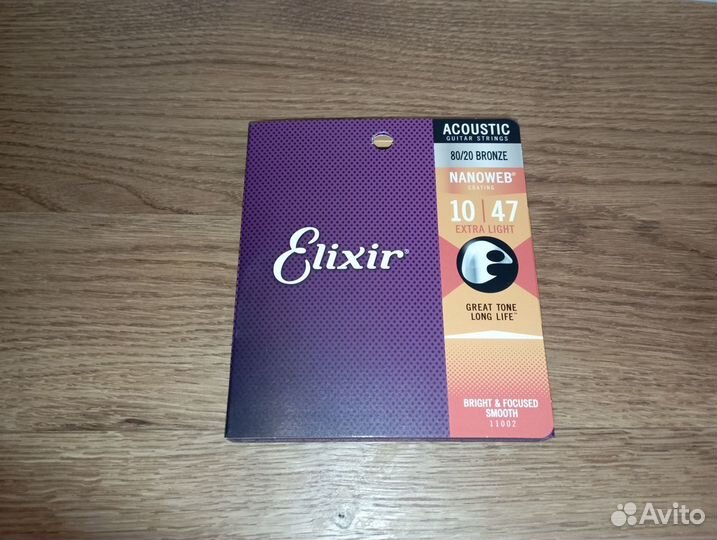 Elixir®
ACOUSTIC
GUITAR STRINGS
80/20 BRONZE
NANOWEB®
COATING
10 | 47
EXTRA LIGHT
GREAT TONE
LONG LIFE™
BRIGHT & FOCUSED
SMOOTH
11002
Avito